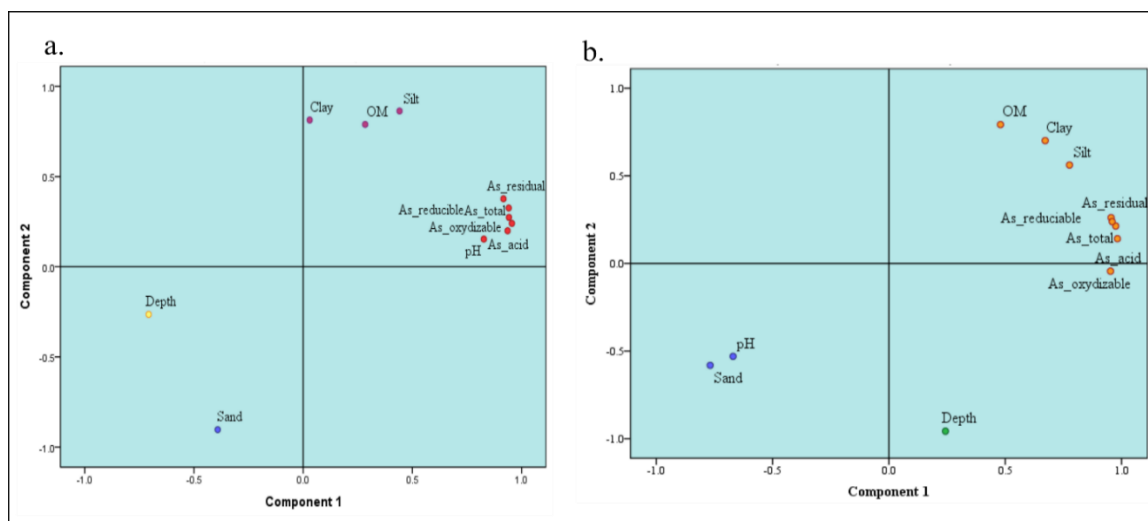 a.
1.0
0.5
0.0
-0.5
-1.0
Component 2
Clay
OM
Silt
As_residual
As_reducible
As_total
As_oxydizable
As_acid
pH
Depth
Sand
-1.0
-0.5
0.0
0.5
1.0
Component 1
b.
1.0
0.5
0.0
-0.5
-1.0
Component 2
OM
Clay
Silt
As_residual
As_reduciable
As_total
As_acid
As_oxydizable
pH
Sand
Depth
-1.0
-0.5
0.0
0.5
1.0
Component 1